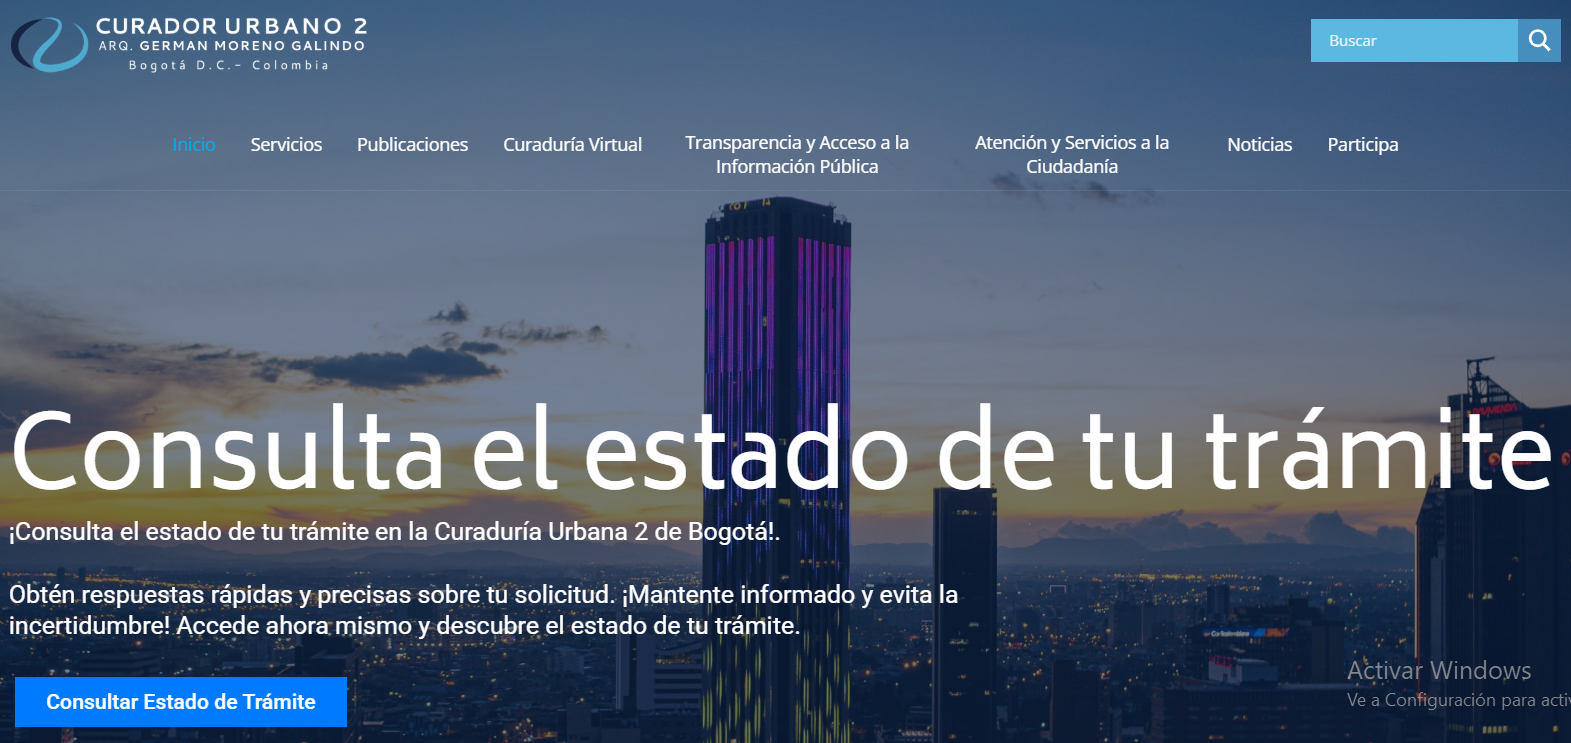 CURADOR URBANO 2
ARQ. GERMAN MORENO GALINDO
Bogotá D.C.– Colombia
Buscar
Inicio
Servicios
Publicaciones
Curaduría Virtual
Transparencia y Acceso a la
Información Pública
Atención y Servicios a la
Ciudadanía
Noticias
Participa
Consulta el estado de tu trámite
¡Consulta el estado de tu trámite en la Curaduría Urbana 2 de Bogotá!.
Obtén respuestas rápidas y precisas sobre tu solicitud. ¡Mantente informado y evita la
incertidumbre! Accede ahora mismo y descubre el estado de tu trámite.
Consultar Estado de Trámite
Activar Windows
Ve a Configuración para